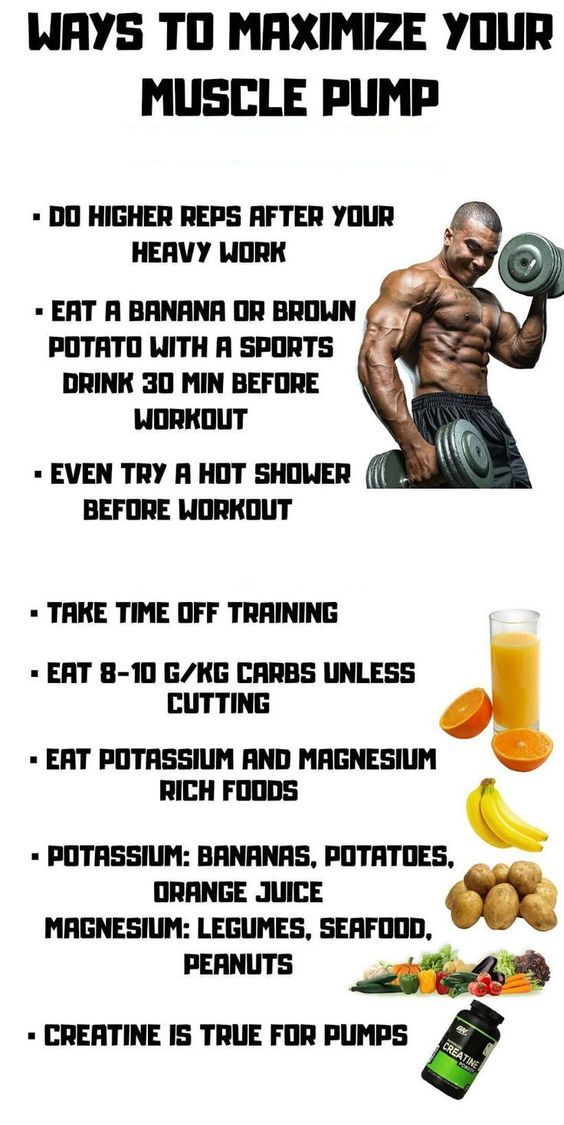 WAYS TO MAXIMIZE YOUR
MUSCLE PUMP
• DO HIGHER REPS AFTER YOUR
HEAVY WORK
• EAT A BANANA OR BROWN
POTATO WITH A SPORTS
DRINK 30 MIN BEFORE
WORKOUT
• EVEN TRY A HOT SHOWER
BEFORE WORKOUT
• TAKE TIME OFF TRAINING
• EAT 8-10 G/KG CARBS UNLESS
CUTTING
• EAT POTASSIUM AND MAGNESIUM
RICH FOODS
• POTASSIUM: BANANAS, POTATOES,
ORANGE JUICE
MAGNESIUM: LEGUMES, SEAFOOD,
PEANUTS
• CREATINE IS TRUE FOR PUMPS
ON
CREATINE
POWDER